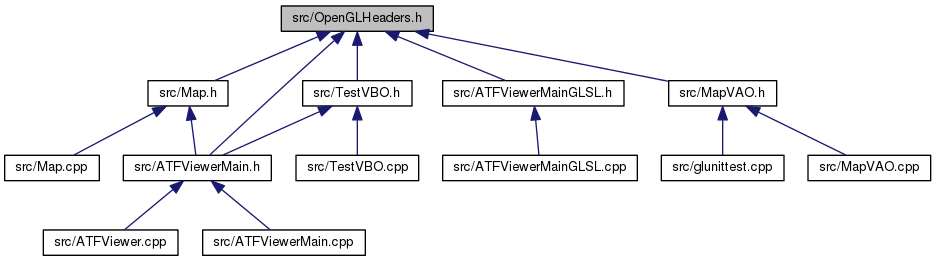 src/OpenGLHeaders.h
src/Map.h
src/TestVBO.h
src/ATFViewerMainGLSL.h
src/MapVAO.h
src/Map.cpp
src/ATFViewerMain.h
src/TestVBO.cpp
src/ATFViewerMainGLSL.cpp
src/glunittest.cpp
src/MapVAO.cpp
src/ATFViewer.cpp
src/ATFViewerMain.cpp